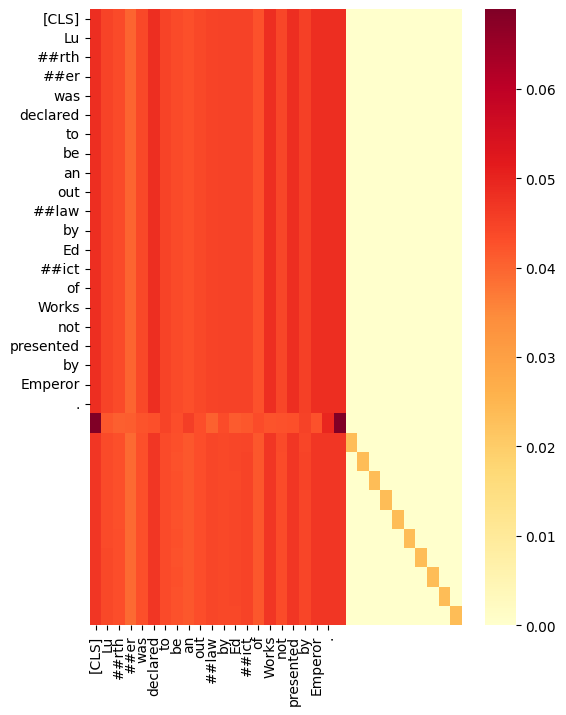 [CLS]
Lu
##rth
##er
was
declared
to
be
an
out
##law
by
Ed
##ict
of
Works
not
presented
by
Emperor
.
0.06
0.05
0.04
0.03
0.02
0.01
0.00
[CLS]
Lu
##rth
##er
was
declared
to
be
an
out
##law
by
Ed
##ict
of
Works
not
presented
by
Emperor
.